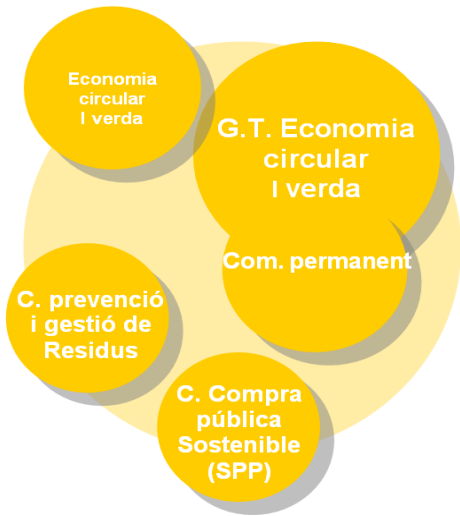 Economia
circular
I verda
G.T. Economia
circular
I verda
Com. permanent
C. prevenció
i gestió de
Residus
C. Compra
pública
Sostenible
(SPP)